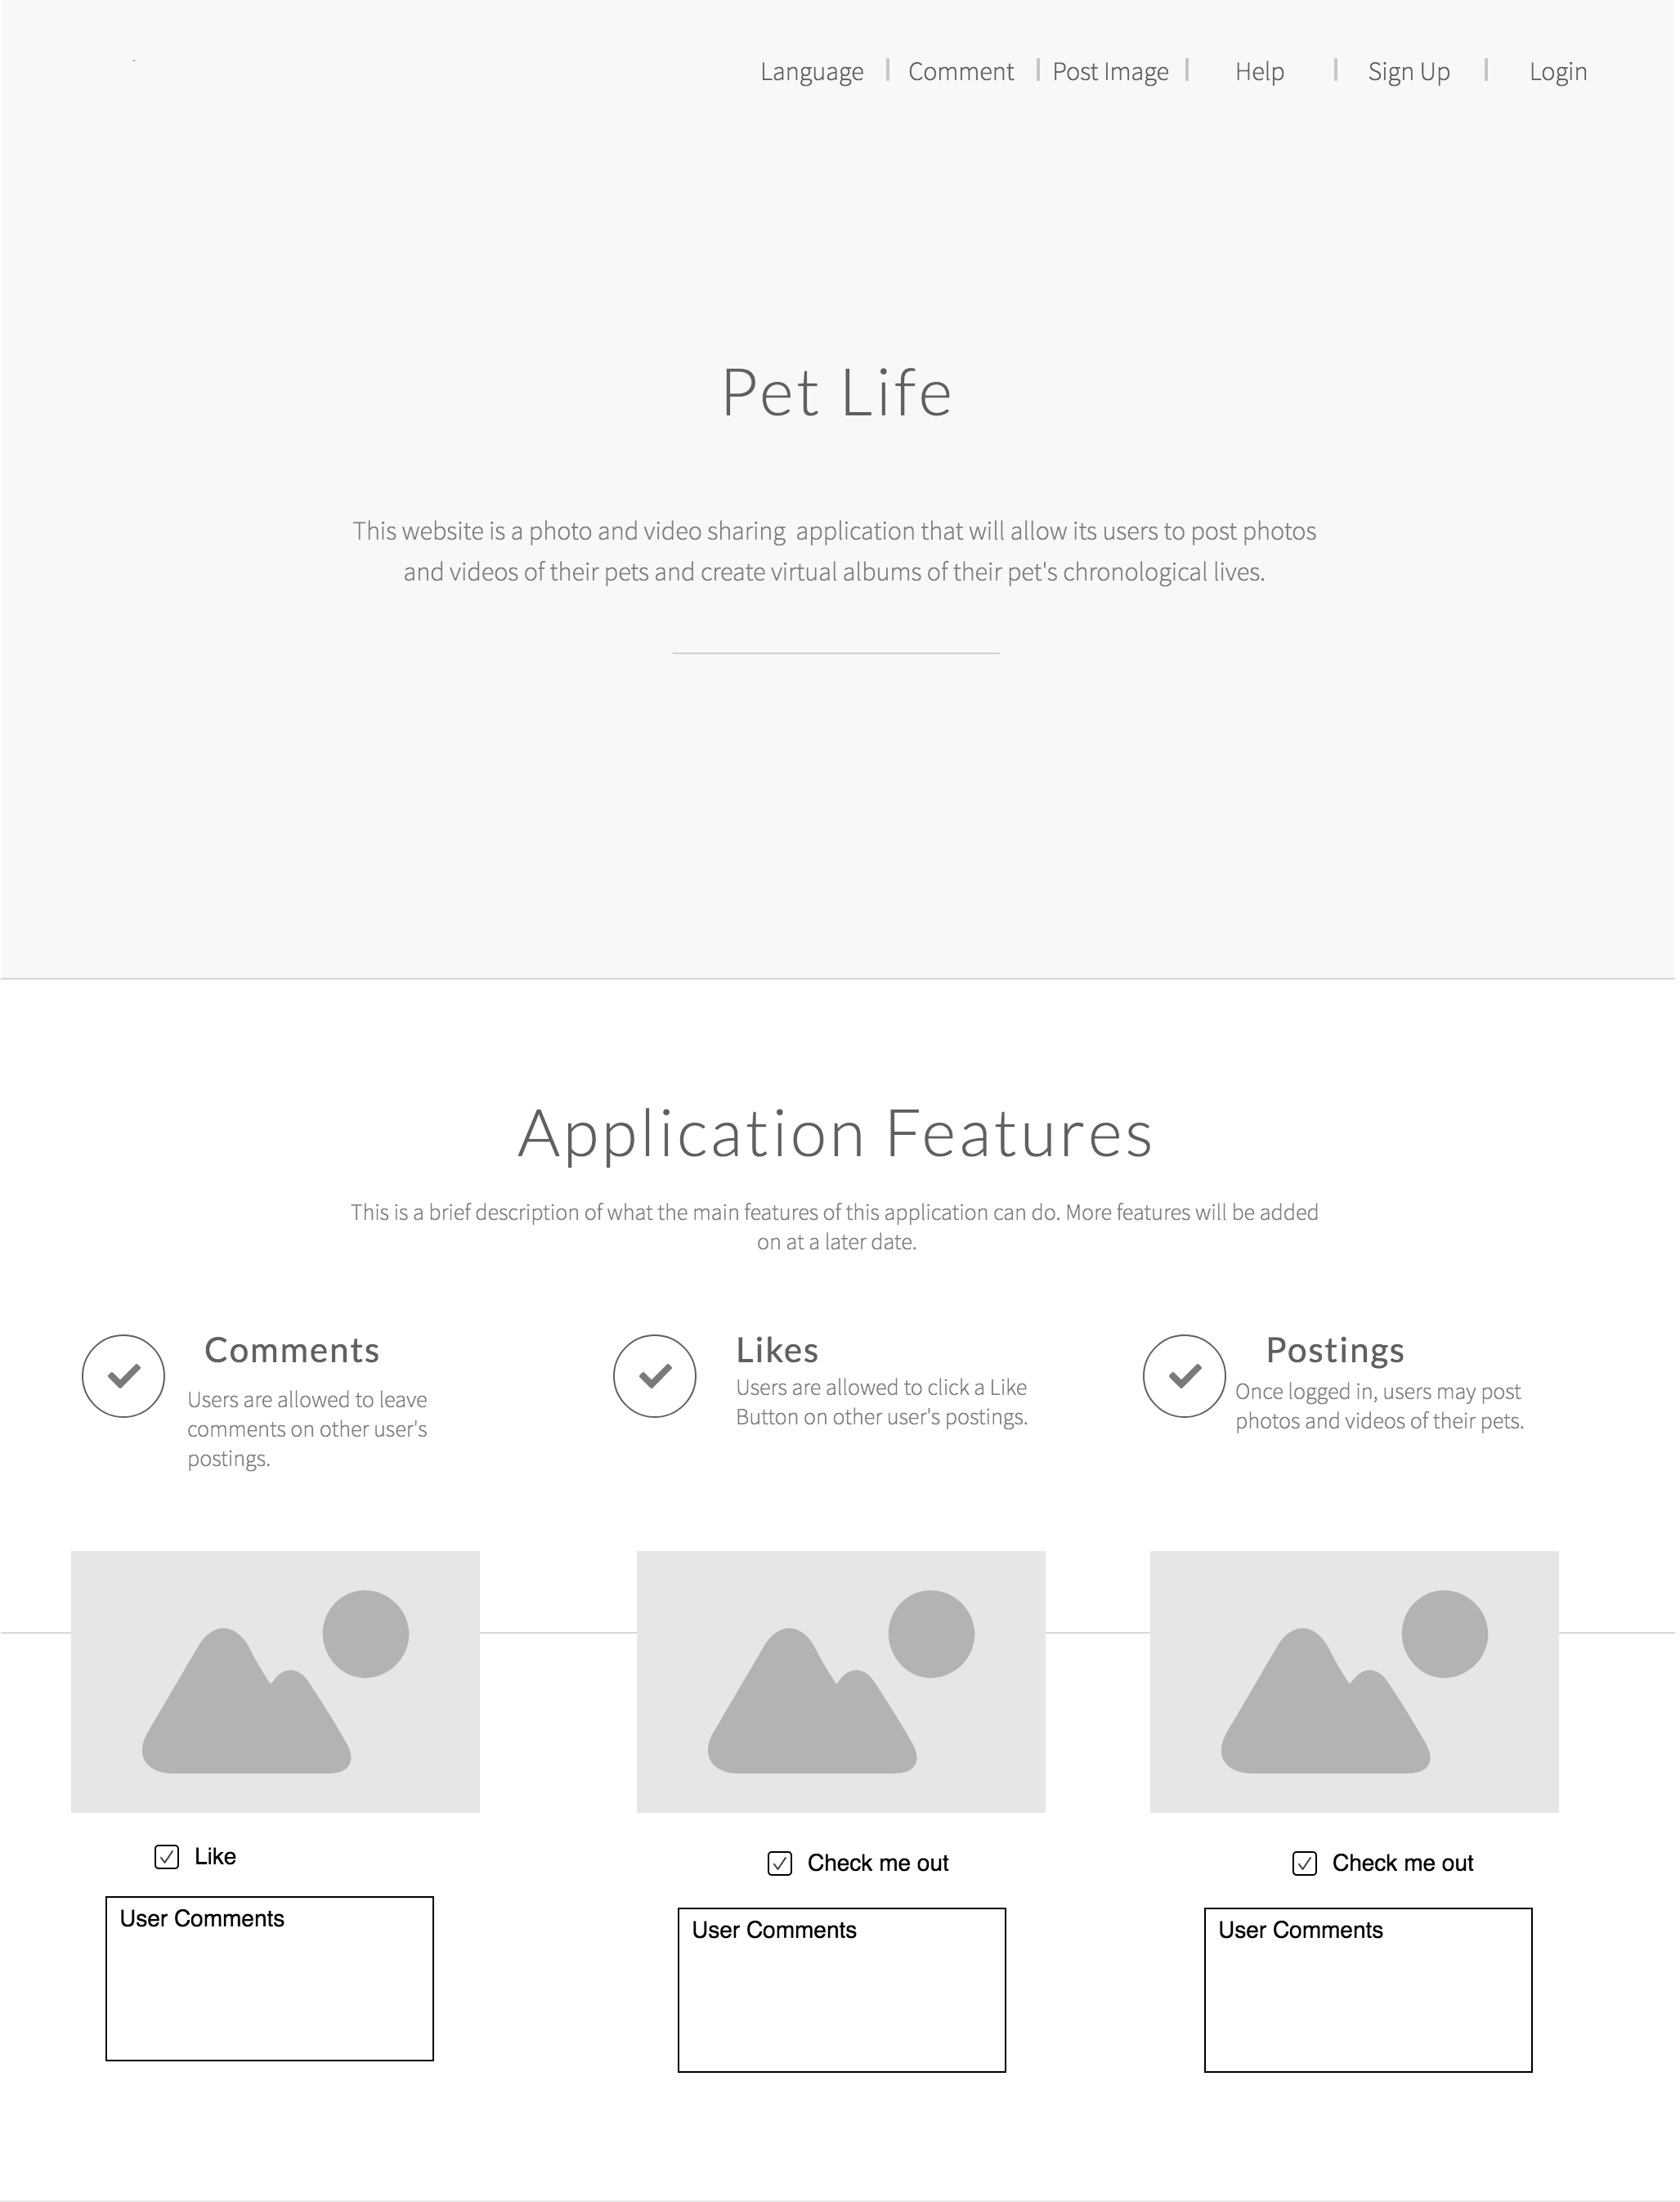 Language | Comment | Post Image | Help | Sign Up | Login
Pet Life
This website is a photo and video sharing  application that will allow its users to post photos
and videos of their pets and create virtual albums of their pet's chronological lives.
Application Features
This is a brief description of what the main features of this application can do. More features will be added
on at a later date.
Comments
Users are allowed to leave
comments on other user's
postings.
Likes
Users are allowed to click a Like
Button on other user's postings.
Postings
Once logged in, users may post
photos and videos of their pets.
Like
User Comments
Check me out
User Comments
Check me out
User Comments